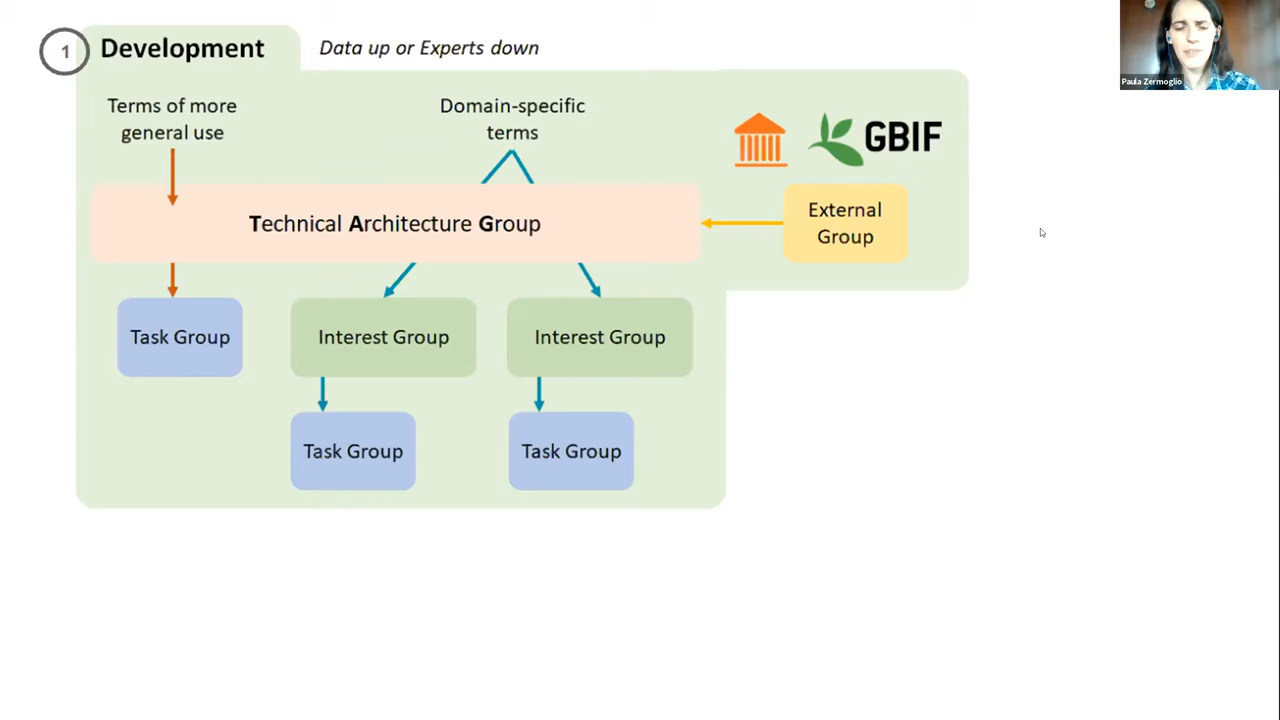 1
Development
Data up or Experts down
Terms of more
general use
Domain-specific
terms
GBIF
Technical Architecture Group
External
Group
Task Group
Interest Group
Interest Group
Task Group
Task Group
Paula Zermoglio